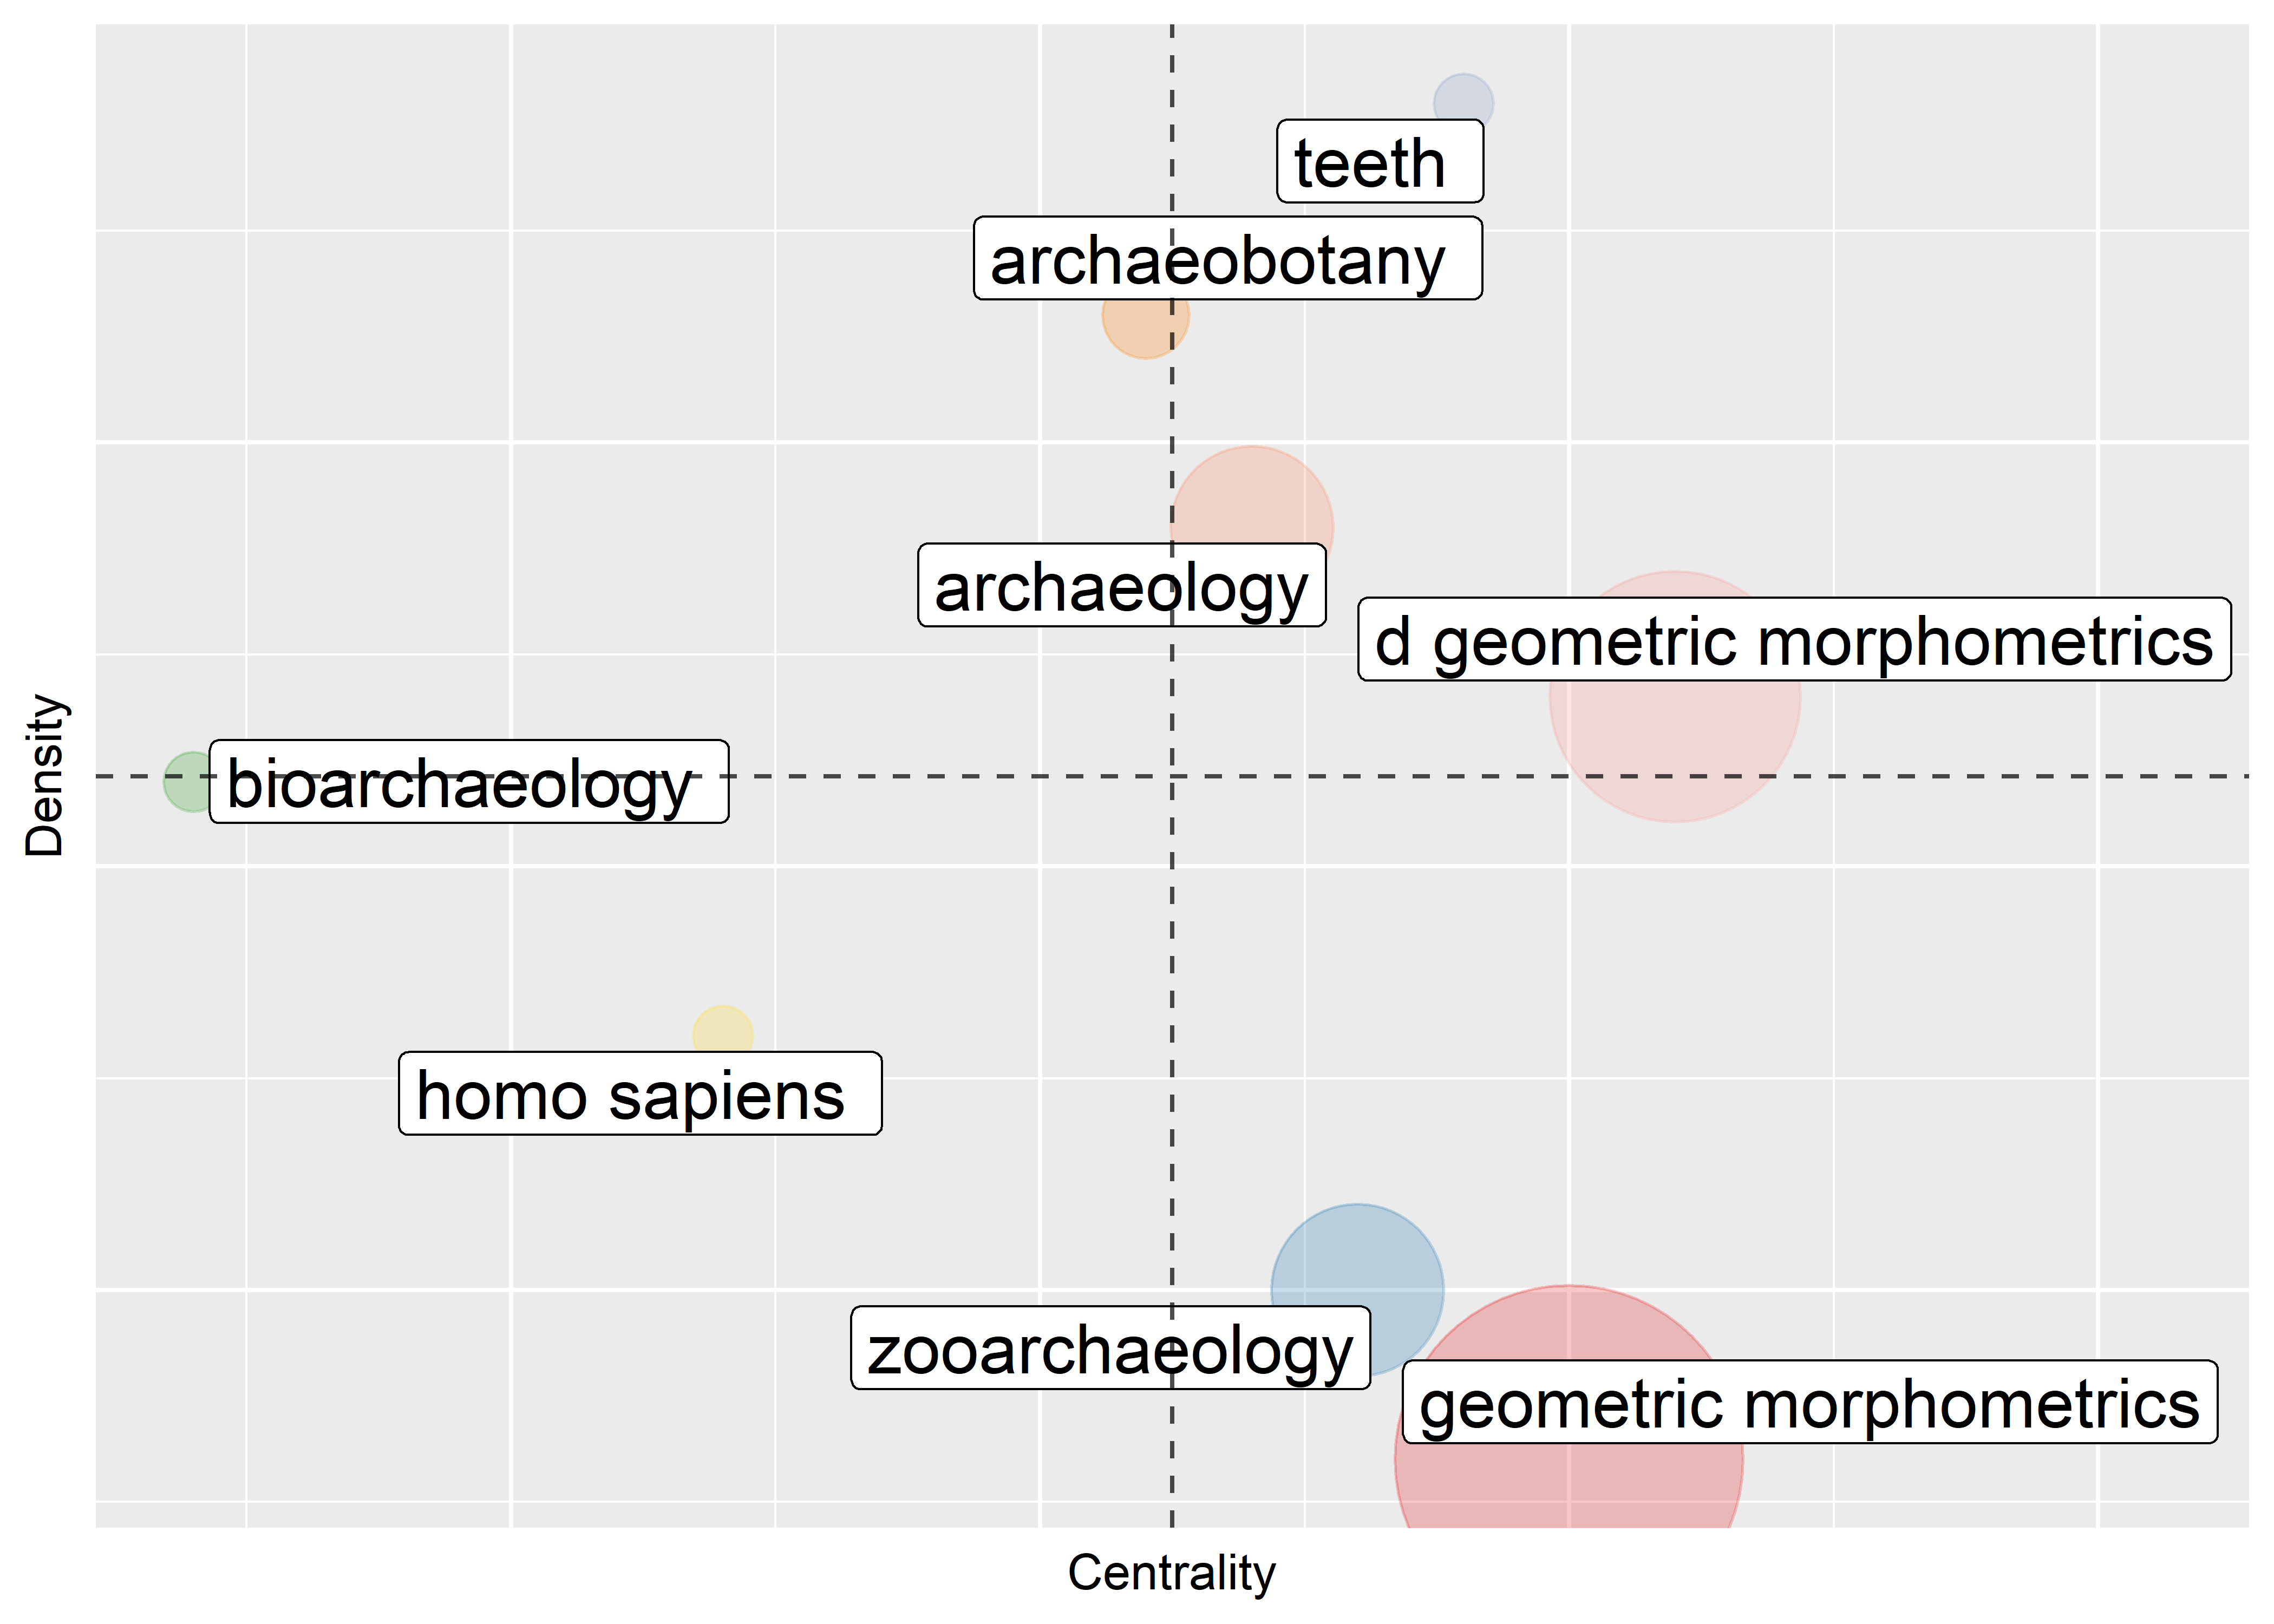 teeth
archaeobotany
archaeology
d geometric morphometrics
Density
bioarchaeology
homo sapiens
zooarchaeology
geometric morphometrics
Centrality